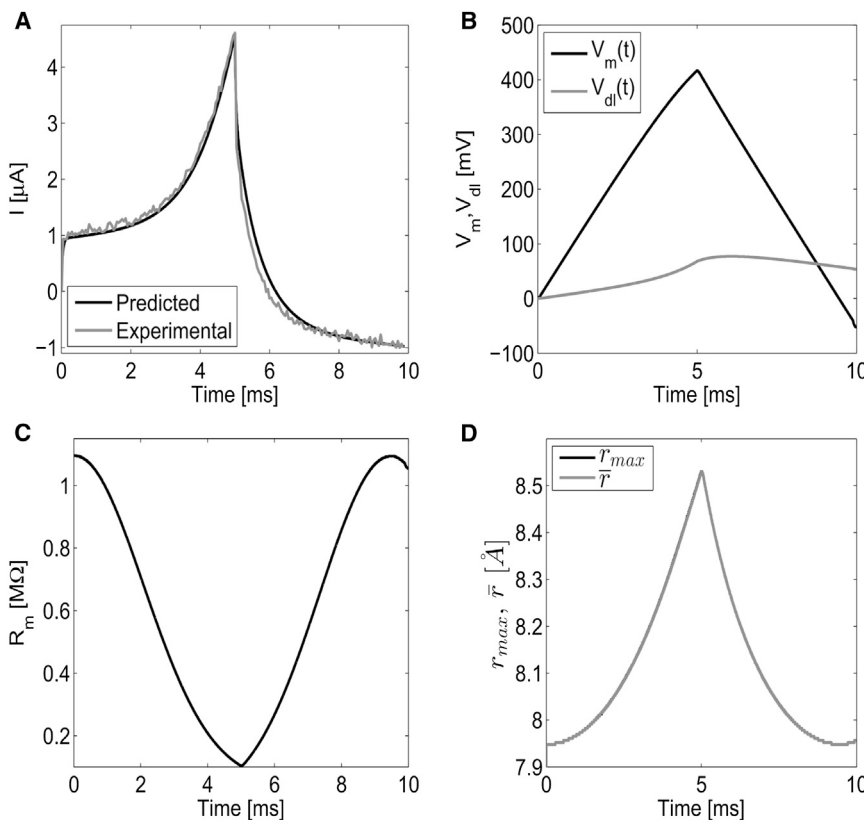 A
I [µA]
4
3
2
1
0
−1
Predicted
Experimental
0
2
4
6
8
10
Time [ms]
B
V_m, V_dl [mV]
500
400
300
200
100
0
−100
V_m(t)
V_dl(t)
0
5
10
Time [ms]
C
R_m [MΩ]
1
0.8
0.6
0.4
0.2
0
2
4
6
8
10
Time [ms]
D
r_max, r̄ [Å]
8.5
8.4
8.3
8.2
8.1
8
7.9
r_max
r̄
0
5
10
Time [ms]